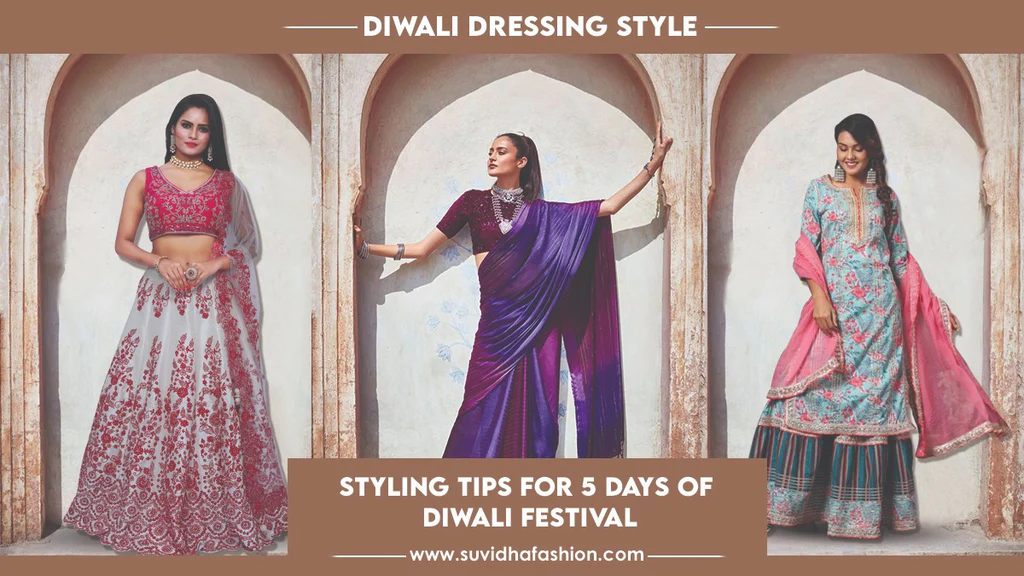 DIWALI DRESSING STYLE
STYLING TIPS FOR 5 DAYS OF
DIWALI FESTIVAL
www.suvidhafashion.com